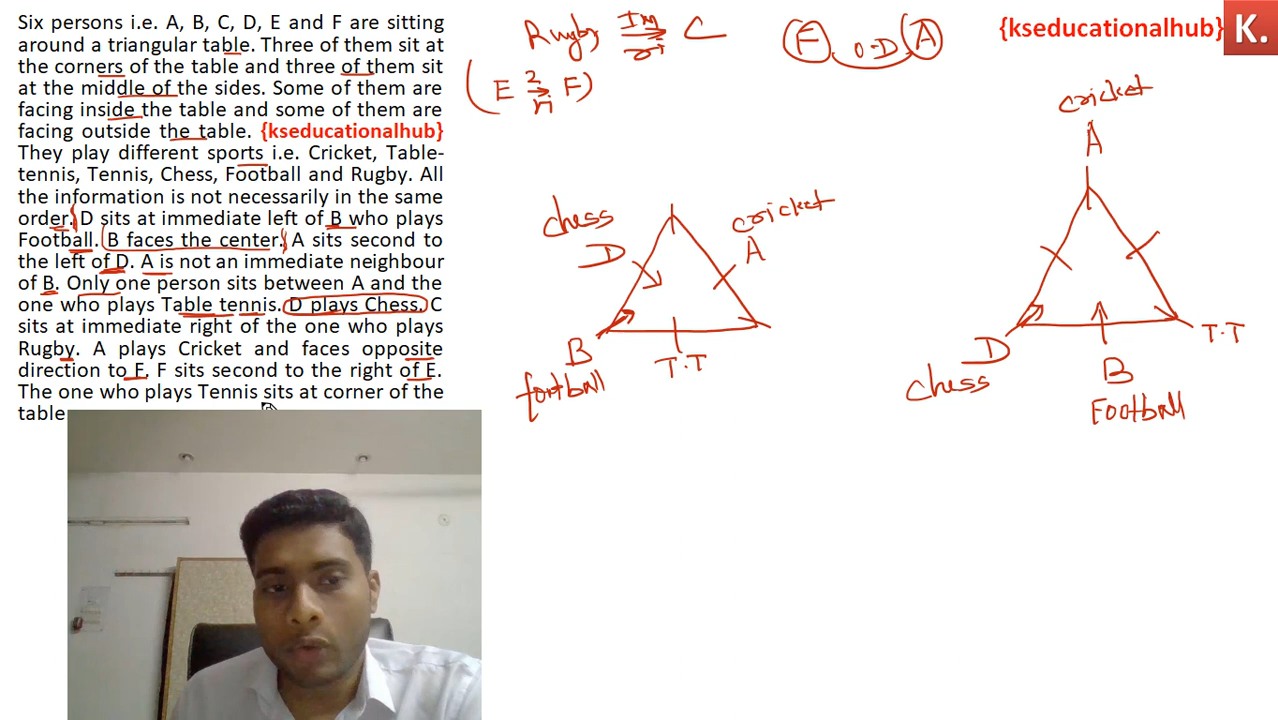 Six persons i.e. A, B, C, D, E and F are sitting
around a triangular table. Three of them sit at
the corners of the table and three of them sit
at the middle of the sides. Some of them are
facing inside the table and some of them are
facing outside the table. {kseducationalhub}
They play different sports i.e. Cricket, Table-
tennis, Tennis, Chess, Football and Rugby. All
the information is not necessarily in the same
order. D sits at immediate left of B who plays
Football. B faces the center. A sits second to
the left of D. A is not an immediate neighbour
of B. Only one person sits between A and the
one who plays Table tennis. D plays Chess. C
sits at immediate right of the one who plays
Rugby. A plays Cricket and faces opposite
direction to F. F sits second to the right of E.
The one who plays Tennis sits at corner of the
table
Rugby Im C
E 2 F
F O-D A
{kseducationalhub}
K.
chess
D
cricket
A
B
football
T.T
cricket
A
D
chess
B
Football
T.T